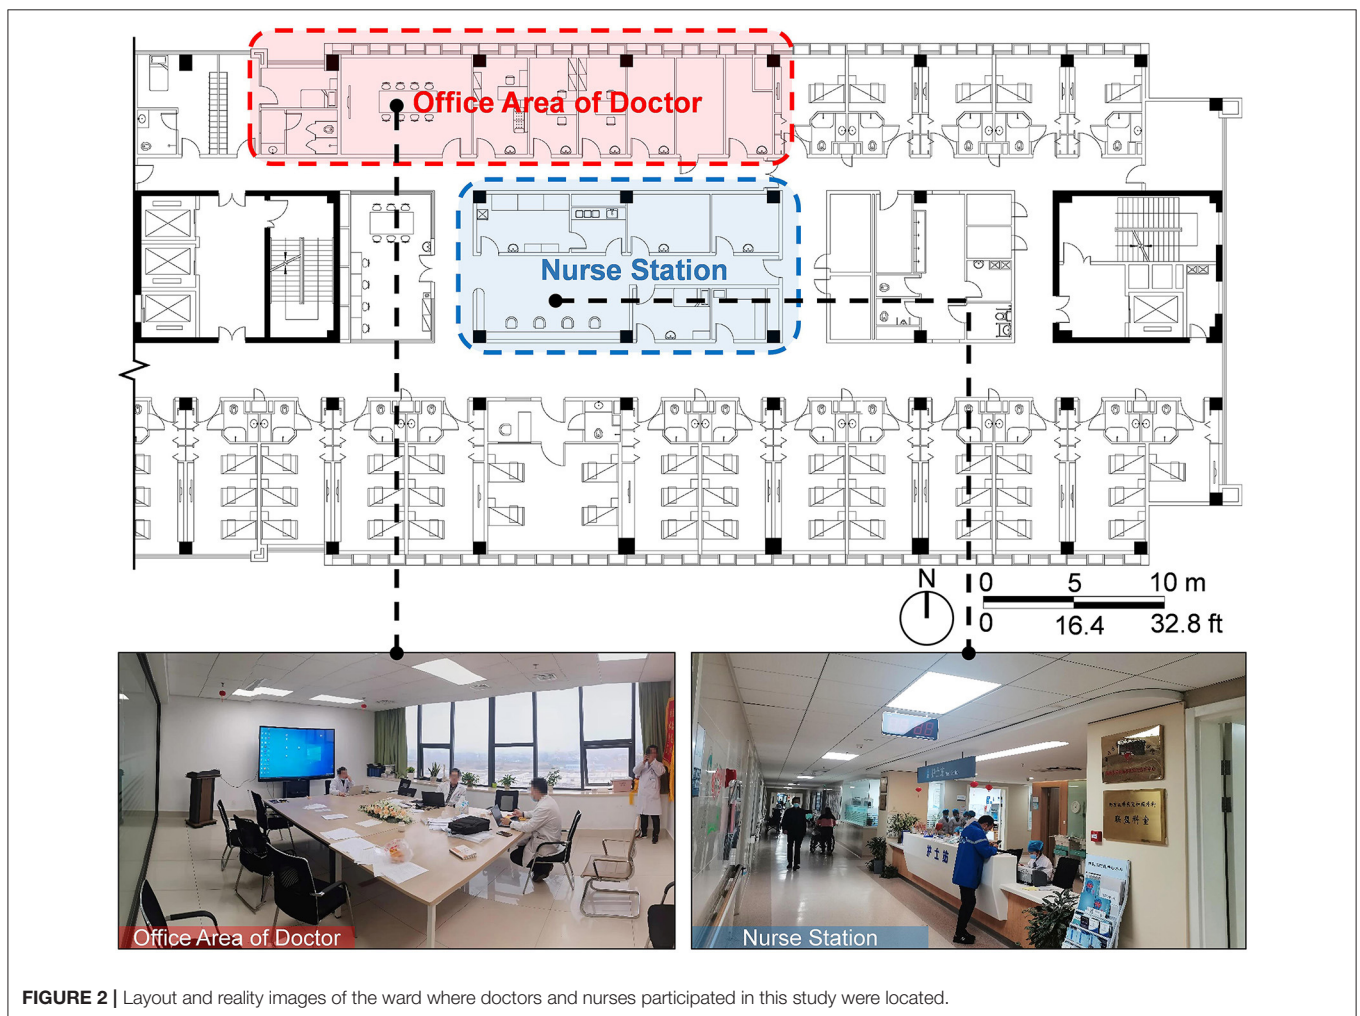 Office Area of Doctor
Nurse Station
N
0 5 10 m
0 16.4 32.8 ft
护士站
Office Area of Doctor
Nurse Station
FIGURE 2 | Layout and reality images of the ward where doctors and nurses participated in this study were located.